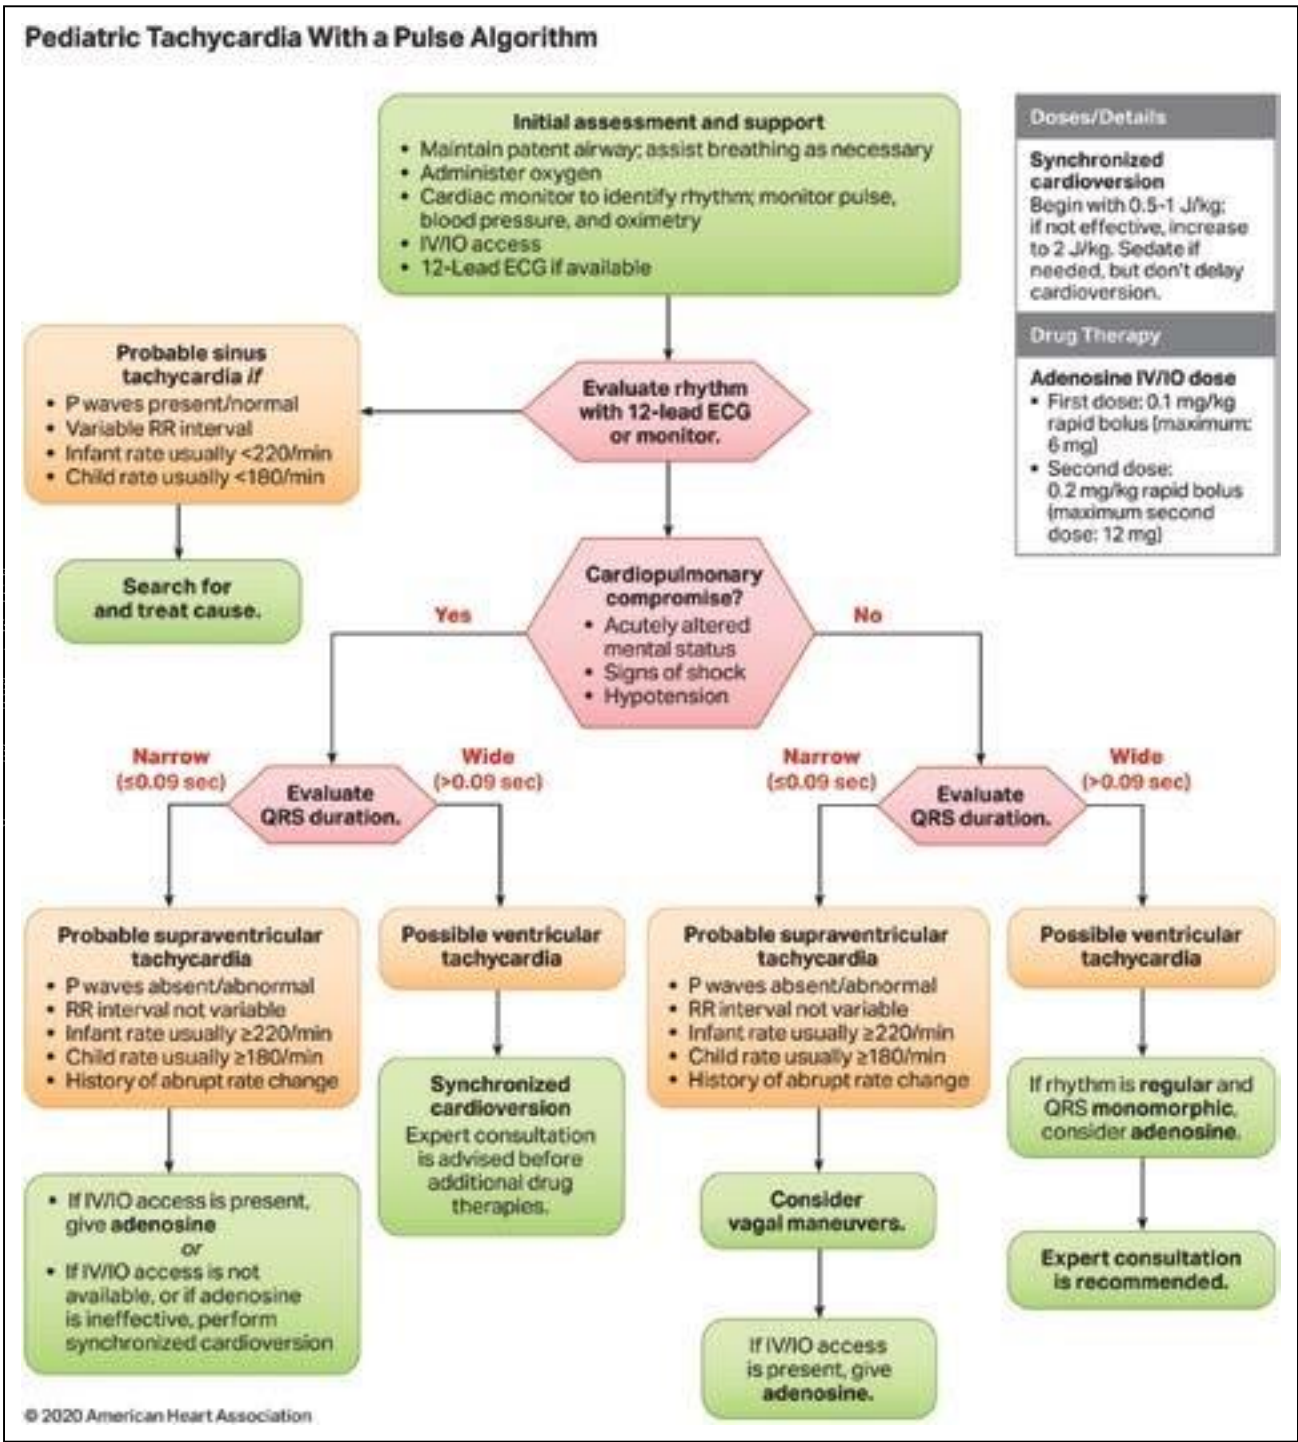 Pediatric Tachycardia With a Pulse Algorithm
Initial assessment and support
• Maintain patent airway; assist breathing as necessary
• Administer oxygen
• Cardiac monitor to identify rhythm; monitor pulse,
blood pressure, and oximetry
• IV/IO access
• 12-Lead ECG if available
Doses/Details
Synchronized
cardioversion
Begin with 0.5-1 J/kg;
if not effective, increase
to 2 J/kg. Sedate if
needed, but don't delay
cardioversion.
Drug Therapy
Adenosine IV/IO dose
• First dose: 0.1 mg/kg
rapid bolus (maximum:
6 mg)
• Second dose:
0.2 mg/kg rapid bolus
(maximum second
dose: 12 mg)
Probable sinus
tachycardia if
• P waves present/normal
• Variable RR interval
• Infant rate usually <220/min
• Child rate usually <180/min
Evaluate rhythm
with 12-lead ECG
or monitor.
Search for
and treat cause.
Cardiopulmonary
compromise?
• Acutely altered
mental status
• Signs of shock
• Hypotension
Yes
No
Narrow
(≤0.09 sec)
Evaluate
QRS duration.
Wide
(>0.09 sec)
Narrow
(≤0.09 sec)
Evaluate
QRS duration.
Wide
(>0.09 sec)
Probable supraventricular
tachycardia
• P waves absent/abnormal
• RR interval not variable
• Infant rate usually ≥220/min
• Child rate usually ≥180/min
• History of abrupt rate change
Possible ventricular
tachycardia
Probable supraventricular
tachycardia
• P waves absent/abnormal
• RR interval not variable
• Infant rate usually ≥220/min
• Child rate usually ≥180/min
• History of abrupt rate change
Possible ventricular
tachycardia
• If IV/IO access is present,
give adenosine
or
• If IV/IO access is not
available, or if adenosine
is ineffective, perform
synchronized cardioversion
Synchronized
cardioversion
Expert consultation
is advised before
additional drug
therapies.
Consider
vagal maneuvers.
If IV/IO access
is present, give
adenosine.
If rhythm is regular and
QRS monomorphic,
consider adenosine.
Expert consultation
is recommended.
© 2020 American Heart Association